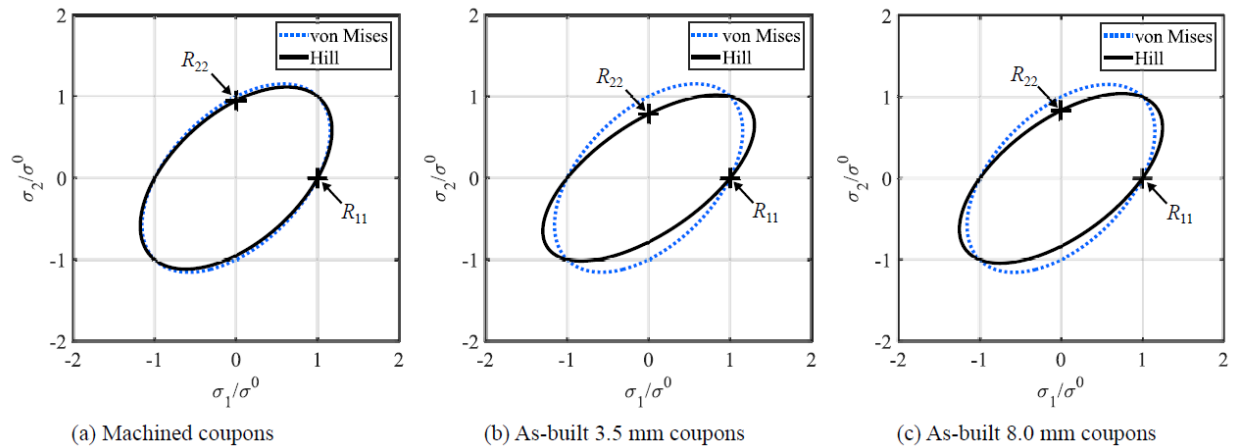 2
von Mises
Hill
R22
1
σ2/σ0
0
R11
-1
-2
-2 -1 0 1 2
σ1/σ0
(a) Machined coupons
2
von Mises
Hill
R22
1
σ2/σ0
0
R11
-1
-2
-2 -1 0 1 2
σ1/σ0
(b) As-built 3.5 mm coupons
2
von Mises
Hill
R22
1
σ2/σ0
0
R11
-1
-2
-2 -1 0 1 2
σ1/σ0
(c) As-built 8.0 mm coupons